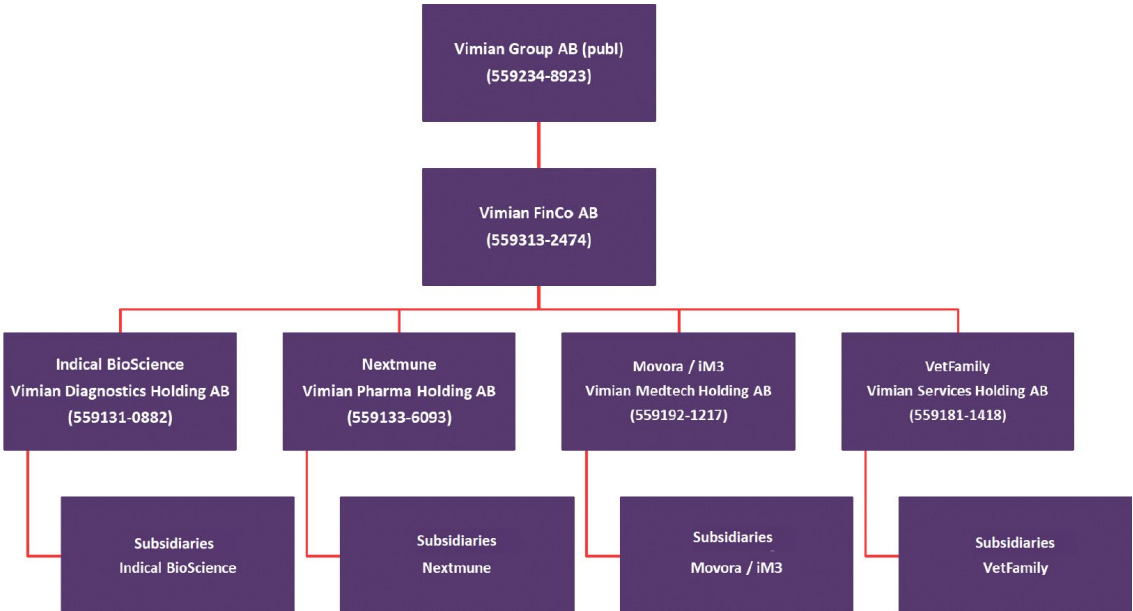 Vimian Group AB (publ)
(559234-8923)
Vimian FinCo AB
(559313-2474)
Indical BioScience
Vimian Diagnostics Holding AB
(559131-0882)
Nextmune
Vimian Pharma Holding AB
(559133-6093)
Movora / iM3
Vimian Medtech Holding AB
(559192-1217)
VetFamily
Vimian Services Holding AB
(559181-1418)
Subsidiaries
Indical BioScience
Subsidiaries
Nextmune
Subsidiaries
Movora / iM3
Subsidiaries
VetFamily